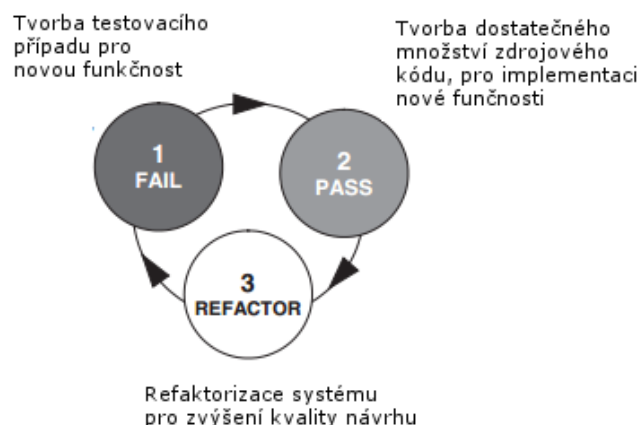 Tvorba testovacího
případu pro
novou funkčnost
Tvorba dostatečného
množství zdrojového
kódu, pro implementaci
nové funčnosti
1
FAIL
2
PASS
3
REFACTOR
Refaktorizace systému
pro zvýšení kvality návrhu